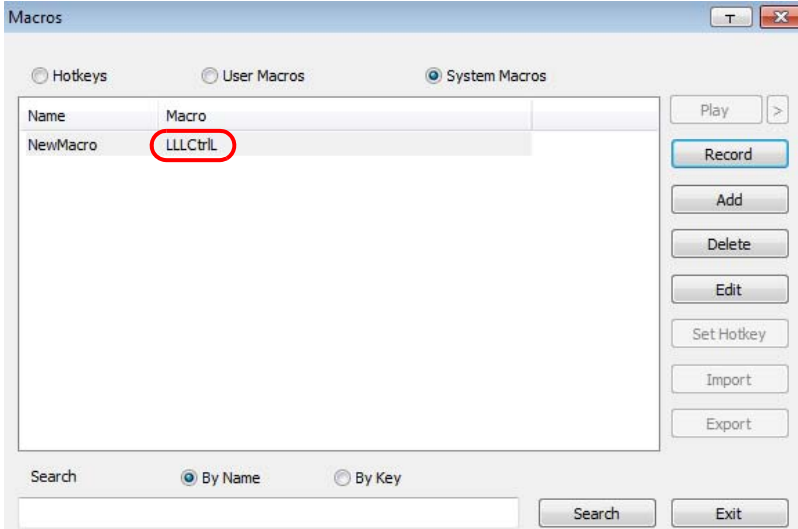 Macros
T
Hotkeys User Macros System Macros
Name Macro
NewMacro LLLCtrlL
Play >
Record
Add
Delete
Edit
Set Hotkey
Import
Export
Search By Name By Key
Search Exit